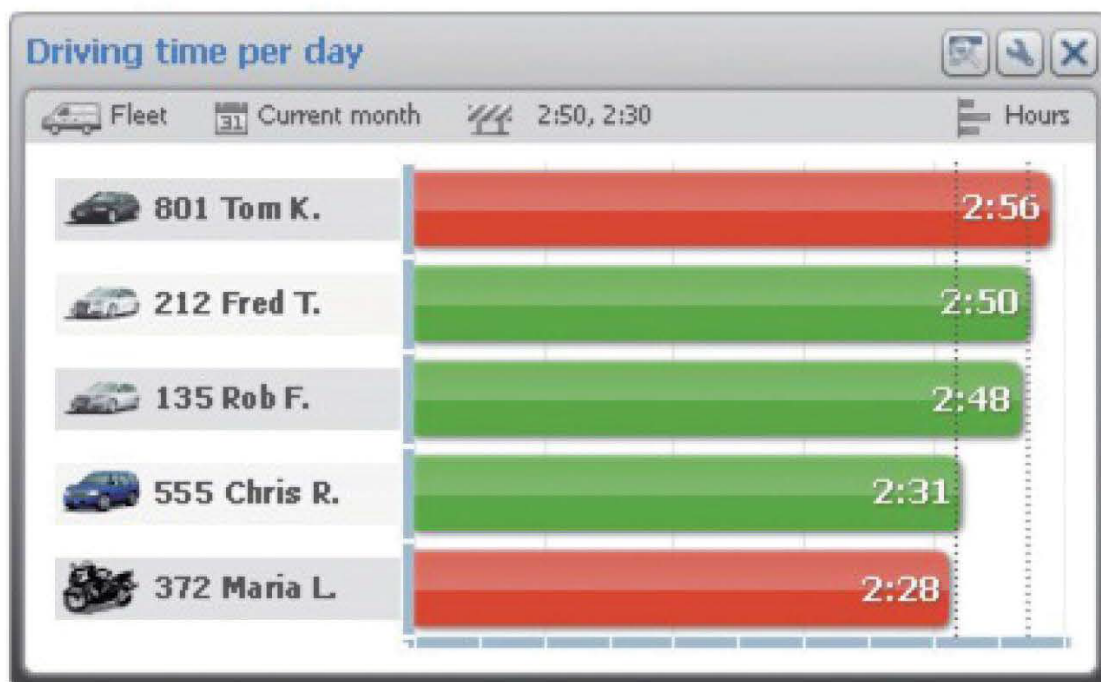 Driving time per day
Fleet 31 Current month 2:50, 2:30 Hours
801 Tom K. 2:56
212 Fred T. 2:50
135 Rob F. 2:48
555 Chris R. 2:31
372 Maria L. 2:28